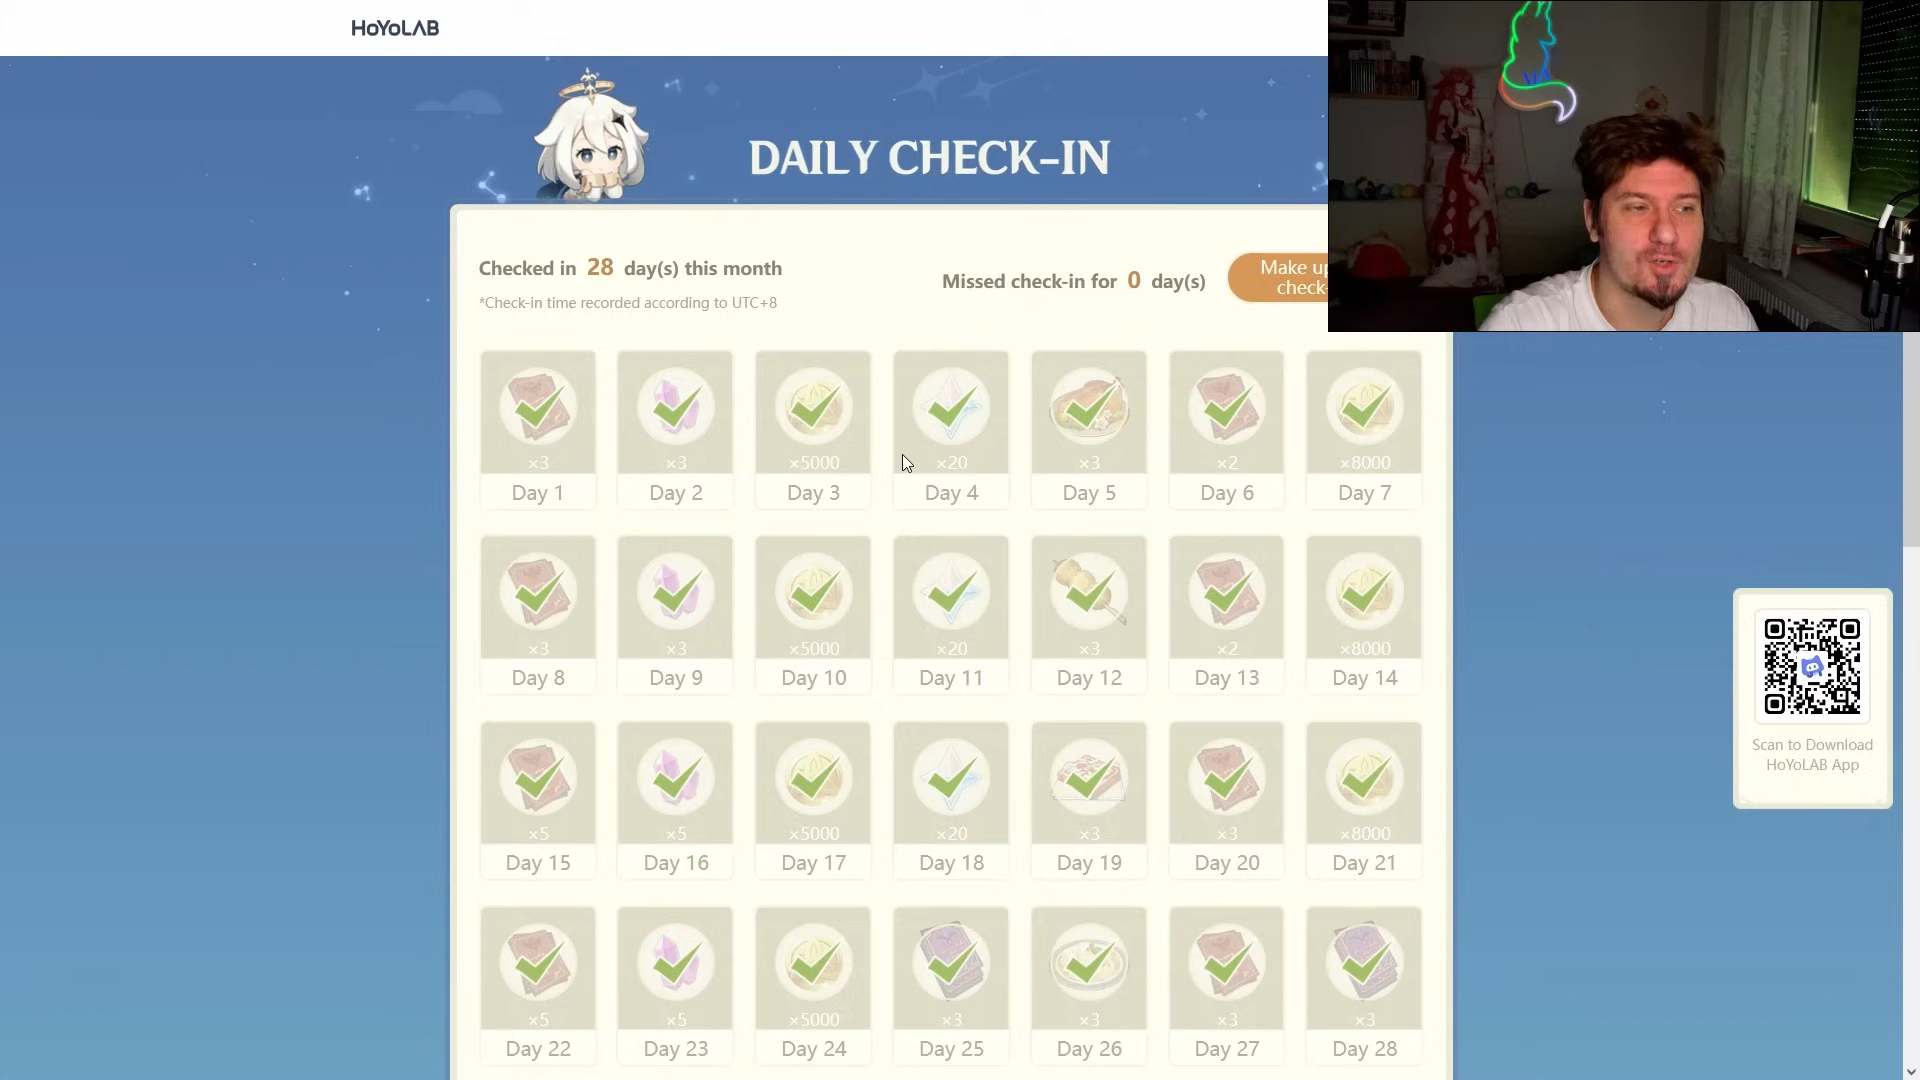 HoYoLAB
DAILY CHECK-IN
Checked in 28 day(s) this month
*Check-in time recorded according to UTC+8
Missed check-in for 0 day(s)
Make up
check-
×3 ×3 ×5000 ×20 ×3 ×2 ×8000
Day 1 Day 2 Day 3 Day 4 Day 5 Day 6 Day 7
×3 ×3 ×5000 ×20 ×3 ×2 ×8000
Day 8 Day 9 Day 10 Day 11 Day 12 Day 13 Day 14
×5 ×5 ×5000 ×20 ×3 ×3 ×8000
Day 15 Day 16 Day 17 Day 18 Day 19 Day 20 Day 21
×5 ×5 ×5000 ×3 ×3 ×3 ×3
Day 22 Day 23 Day 24 Day 25 Day 26 Day 27 Day 28
Scan to Download
HoYoLAB App